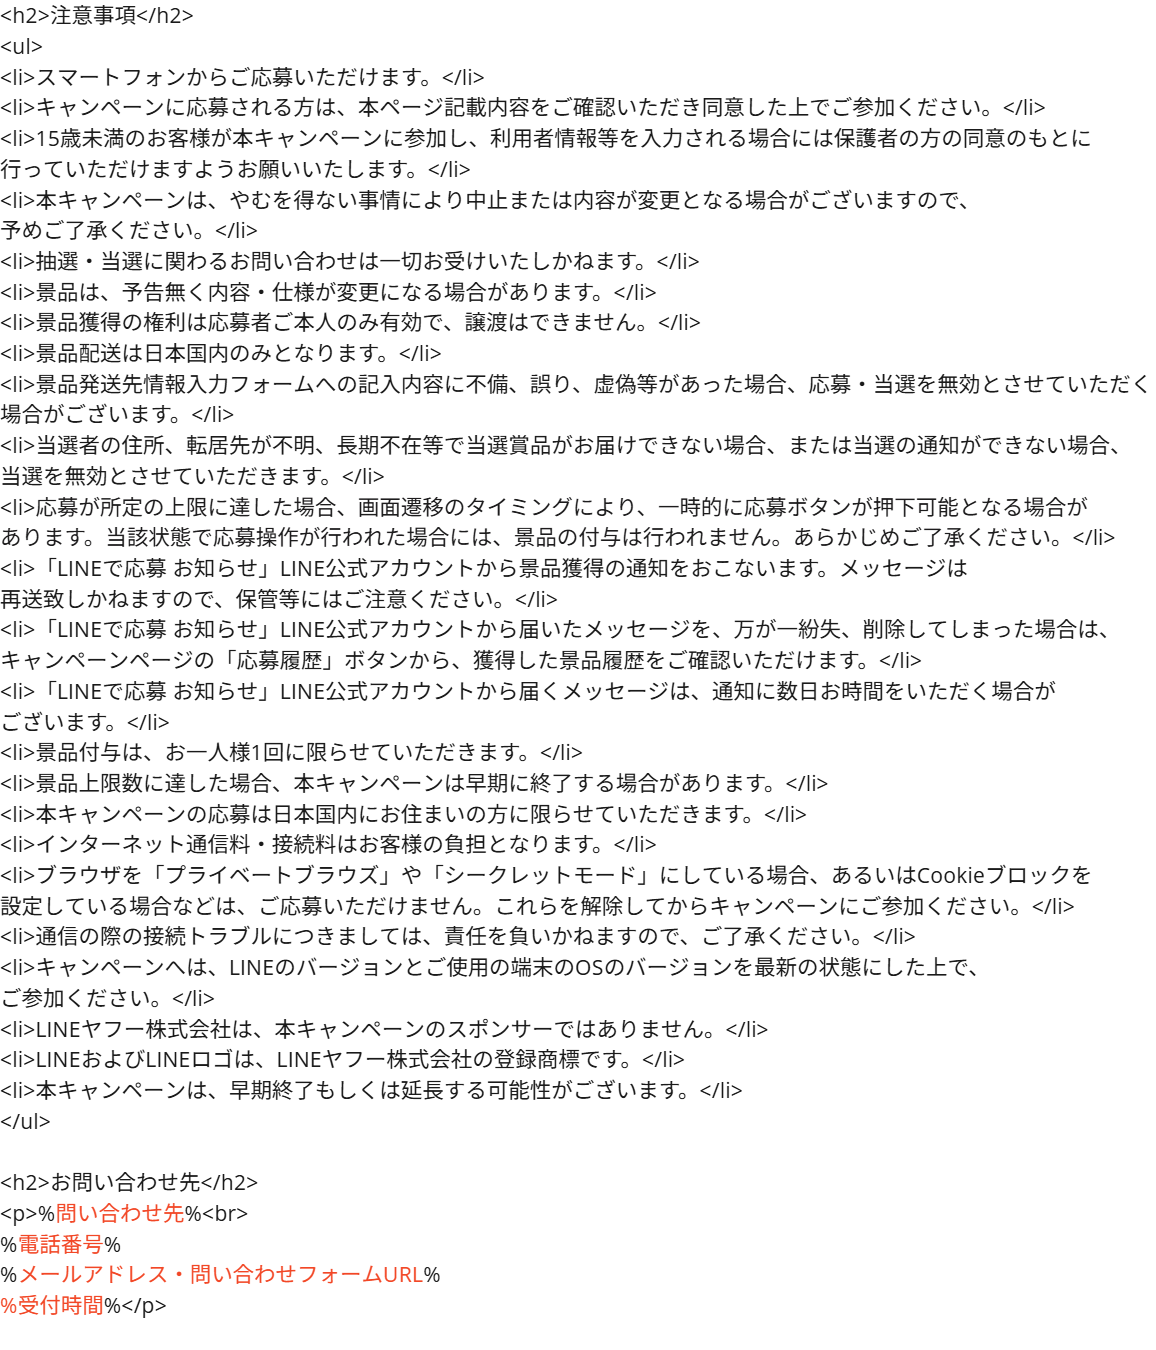 <h2>注意事項</h2>
<ul>
<li>スマートフォンからご応募いただけます。</li>
<li>キャンペーンに応募される方は、本ページ記載内容をご確認いただき同意した上でご参加ください。</li>
<li>15歳未満のお客様が本キャンペーンに参加し、利用者情報等を入力される場合には保護者の方の同意のもとに
行っていただけますようお願いいたします。</li>
<li>本キャンペーンは、やむを得ない事情により中止または内容が変更となる場合がございますので、
予めご了承ください。</li>
<li>抽選・当選に関わるお問い合わせは一切お受けいたしかねます。</li>
<li>景品は、予告無く内容・仕様が変更になる場合があります。</li>
<li>景品獲得の権利は応募者ご本人のみ有効で、譲渡はできません。</li>
<li>景品配送は日本国内のみとなります。</li>
<li>景品発送先情報入力フォームへの記入内容に不備、誤り、虚偽等があった場合、応募・当選を無効とさせていただく
場合がございます。</li>
<li>当選者の住所、転居先が不明、長期不在等で当選賞品がお届けできない場合、または当選の通知ができない場合、
当選を無効とさせていただきます。</li>
<li>応募が所定の上限に達した場合、画面遷移のタイミングにより、一時的に応募ボタンが押下可能となる場合が
あります。当該状態で応募操作が行われた場合には、景品の付与は行われません。あらかじめご了承ください。</li>
<li>「LINEで応募 お知らせ」LINE公式アカウントから景品獲得の通知をおこないます。メッセージは
再送致しかねますので、保管等にはご注意ください。</li>
<li>「LINEで応募 お知らせ」LINE公式アカウントから届いたメッセージを、万が一紛失、削除してしまった場合は、
キャンペーンページの「応募履歴」ボタンから、獲得した景品履歴をご確認いただけます。</li>
<li>「LINEで応募 お知らせ」LINE公式アカウントから届くメッセージは、通知に数日お時間をいただく場合が
ございます。</li>
<li>景品付与は、お一人様1回に限らせていただきます。</li>
<li>景品上限数に達した場合、本キャンペーンは早期に終了する場合があります。</li>
<li>本キャンペーンの応募は日本国内にお住まいの方に限らせていただきます。</li>
<li>インターネット通信料・接続料はお客様の負担となります。</li>
<li>ブラウザを「プライベートブラウズ」や「シークレットモード」にしている場合、あるいはCookieブロックを
設定している場合などは、ご応募いただけません。これらを解除してからキャンペーンにご参加ください。</li>
<li>通信の際の接続トラブルにつきましては、責任を負いかねますので、ご了承ください。</li>
<li>キャンペーンへは、LINEのバージョンとご使用の端末のOSのバージョンを最新の状態にした上で、
ご参加ください。</li>
<li>LINEヤフー株式会社は、本キャンペーンのスポンサーではありません。</li>
<li>LINEおよびLINEロゴは、LINEヤフー株式会社の登録商標です。</li>
<li>本キャンペーンは、早期終了もしくは延長する可能性がございます。</li>
</ul>

<h2>お問い合わせ先</h2>
<p>%問い合わせ先%<br>
%電話番号%
%メールアドレス・問い合わせフォームURL%
%受付時間%</p>